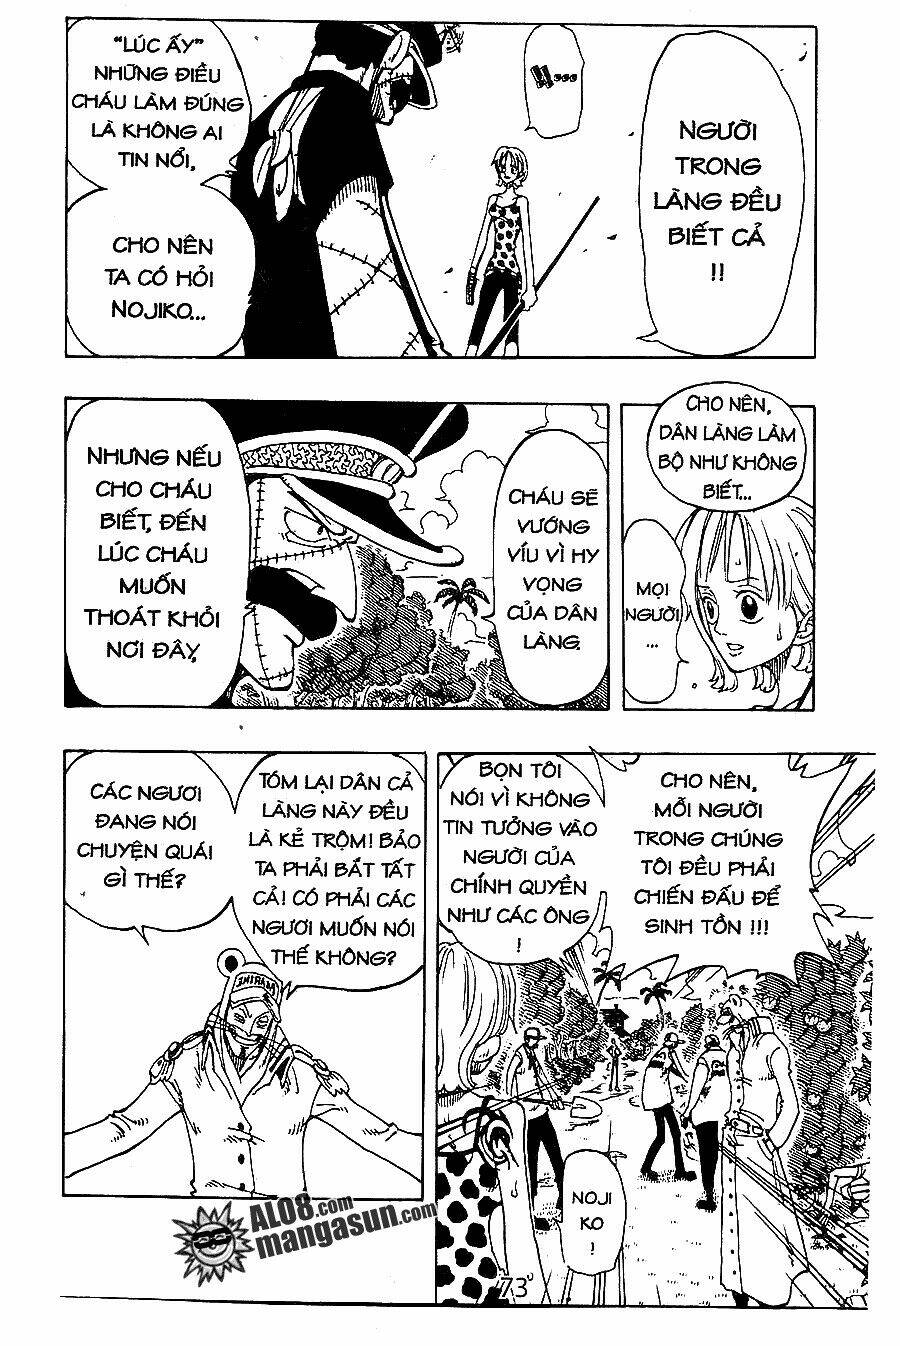 NGƯỜI
TRONG
LÀNG ĐỀU
BIẾT CẢ
!!
!!...
"LÚC ẤY"
NHỮNG ĐIỀU
CHÁU LÀM ĐÚNG
LÀ KHÔNG AI
TIN NỔI,
CHO NÊN
TA CÓ HỎI
NOJIKO...
CHO NÊN,
DÂN LÀNG LÀM
BỘ NHƯ KHÔNG
BIẾT...
MỌI
NGƯỜI
...
CHÁU SẼ
VƯỚNG
VÍU VÌ HY
VỌNG
CỦA DÂN
LÀNG.
NHƯNG NẾU
CHO CHÁU
BIẾT, ĐẾN
LÚC CHÁU
MUỐN
THOÁT KHỎI
NƠI ĐÂY,
CHO NÊN,
MỖI NGƯỜI
TRONG CHÚNG
TÔI ĐỀU PHẢI
CHIẾN ĐẤU ĐỂ
SINH TỒN !!!
BỌN TÔI
NÓI VÌ KHÔNG
TIN TƯỞNG VÀO
NGƯỜI CỦA
CHÍNH QUYỀN
NHƯ CÁC ÔNG
!
NOJI
KO
!
TÓM LẠI DÂN CẢ
LÀNG NÀY ĐỀU
LÀ KẺ TRỘM! BẢO
TA PHẢI BẮT TẤT
CẢ! CÓ PHẢI CÁC
NGƯƠI MUỐN NÓI
THẾ KHÔNG?
CÁC NGƯƠI
ĐANG NÓI
CHUYỆN QUÁI
GÌ THẾ?
MARINE
AL08.com
mangasun.com
73